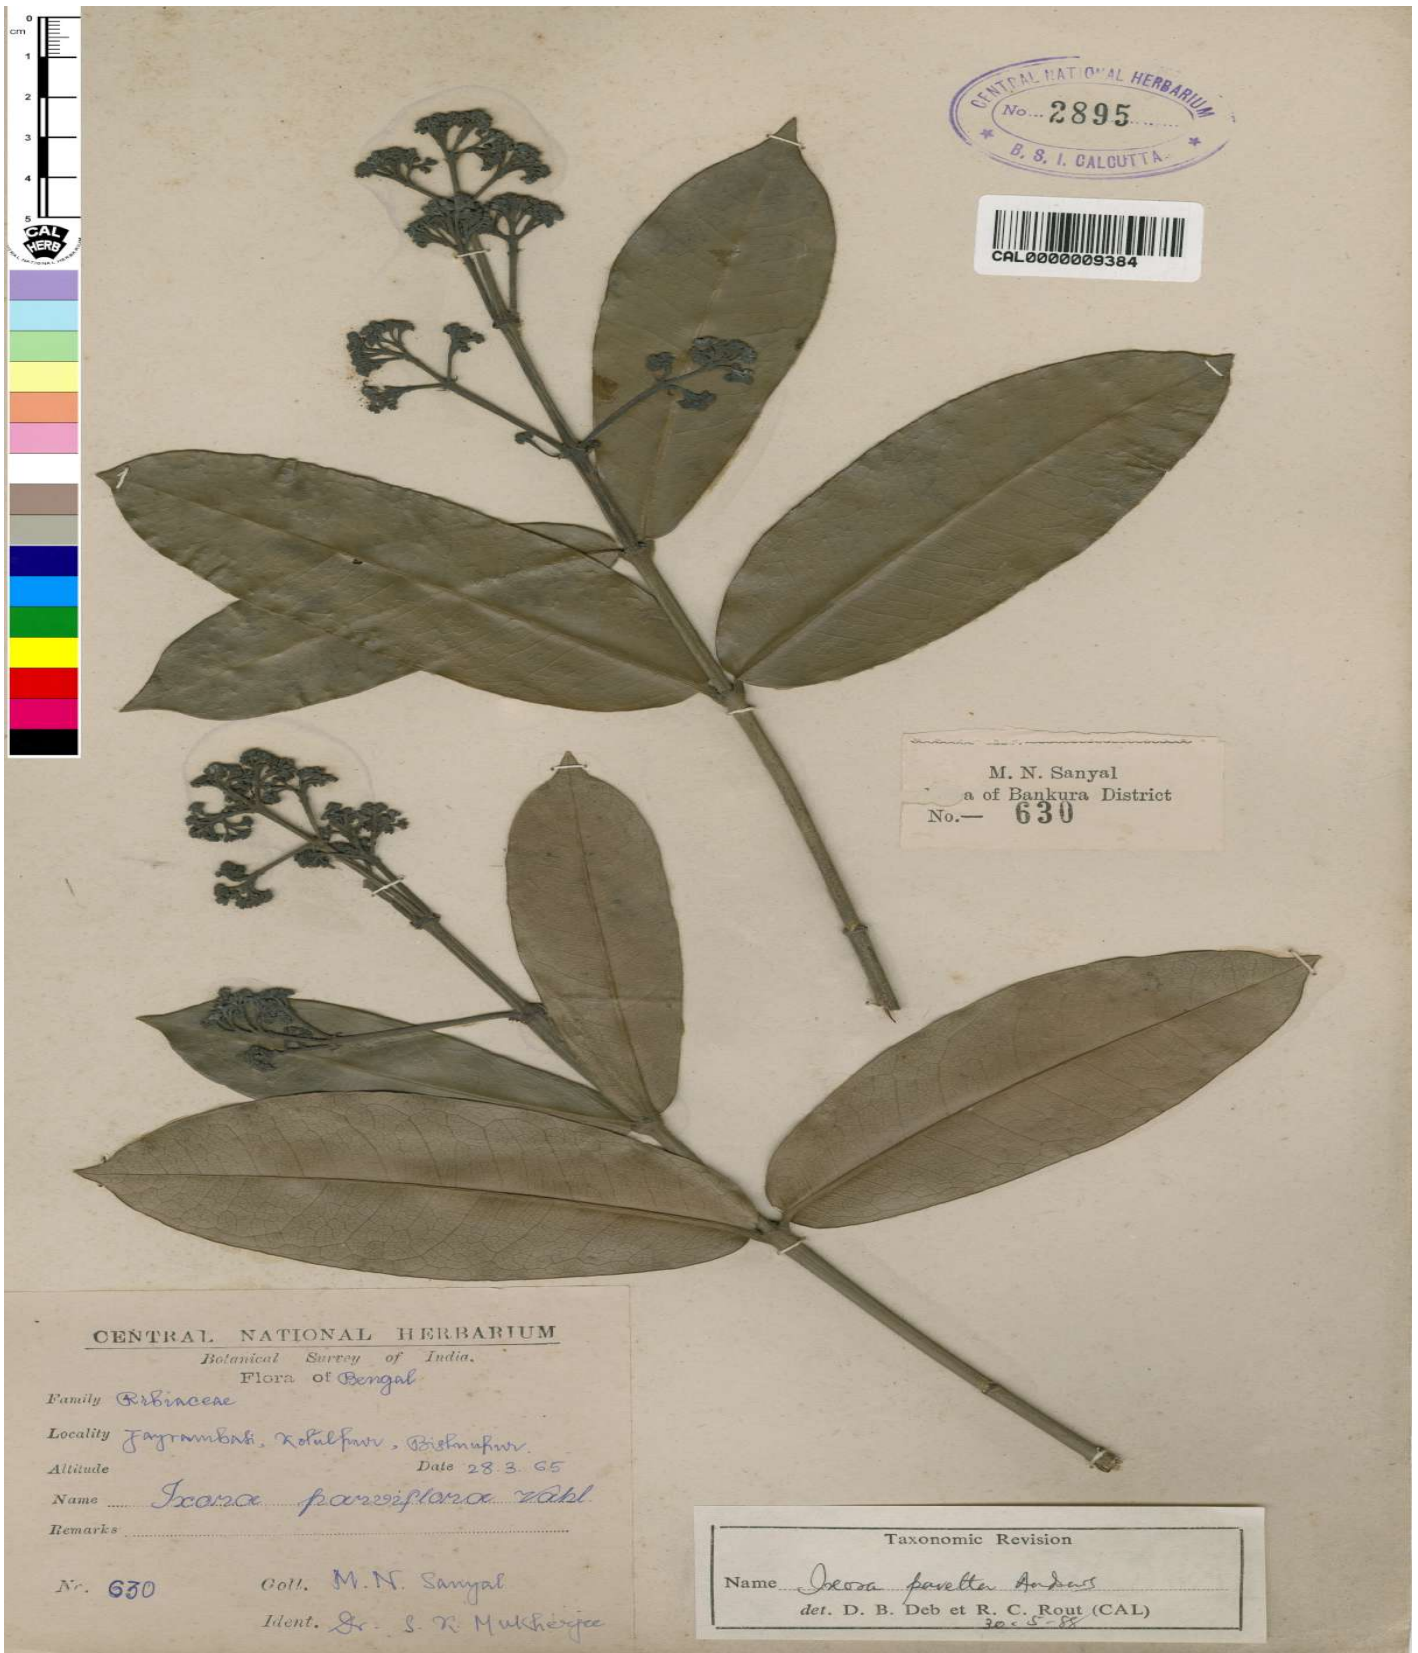 0
cm
1
2
3
4
5
CAL
HERB
CENTRAL NATIONAL HERBARIUM
No... 2895
B. S. I. CALCUTTA
CAL0000009384
M. N. Sanyal
a of Bankura District
No.— 630
CENTRAL NATIONAL HERBARIUM
Botanical Survey of India.
Flora of Bengal
Family Rubiaceae
Locality Jayrambati, Kotulpur, Bishnupur.
Altitude
Date 28.3.65
Name Ixora parviflora Vahl
Remarks
Nr. 630 Coll. M. N. Sanyal
Ident. Dr. S. K. Mukherjee
Taxonomic Revision
Name Ixora pavetta Andrews
det. D. B. Deb et R. C. Rout (CAL)
30-5-88